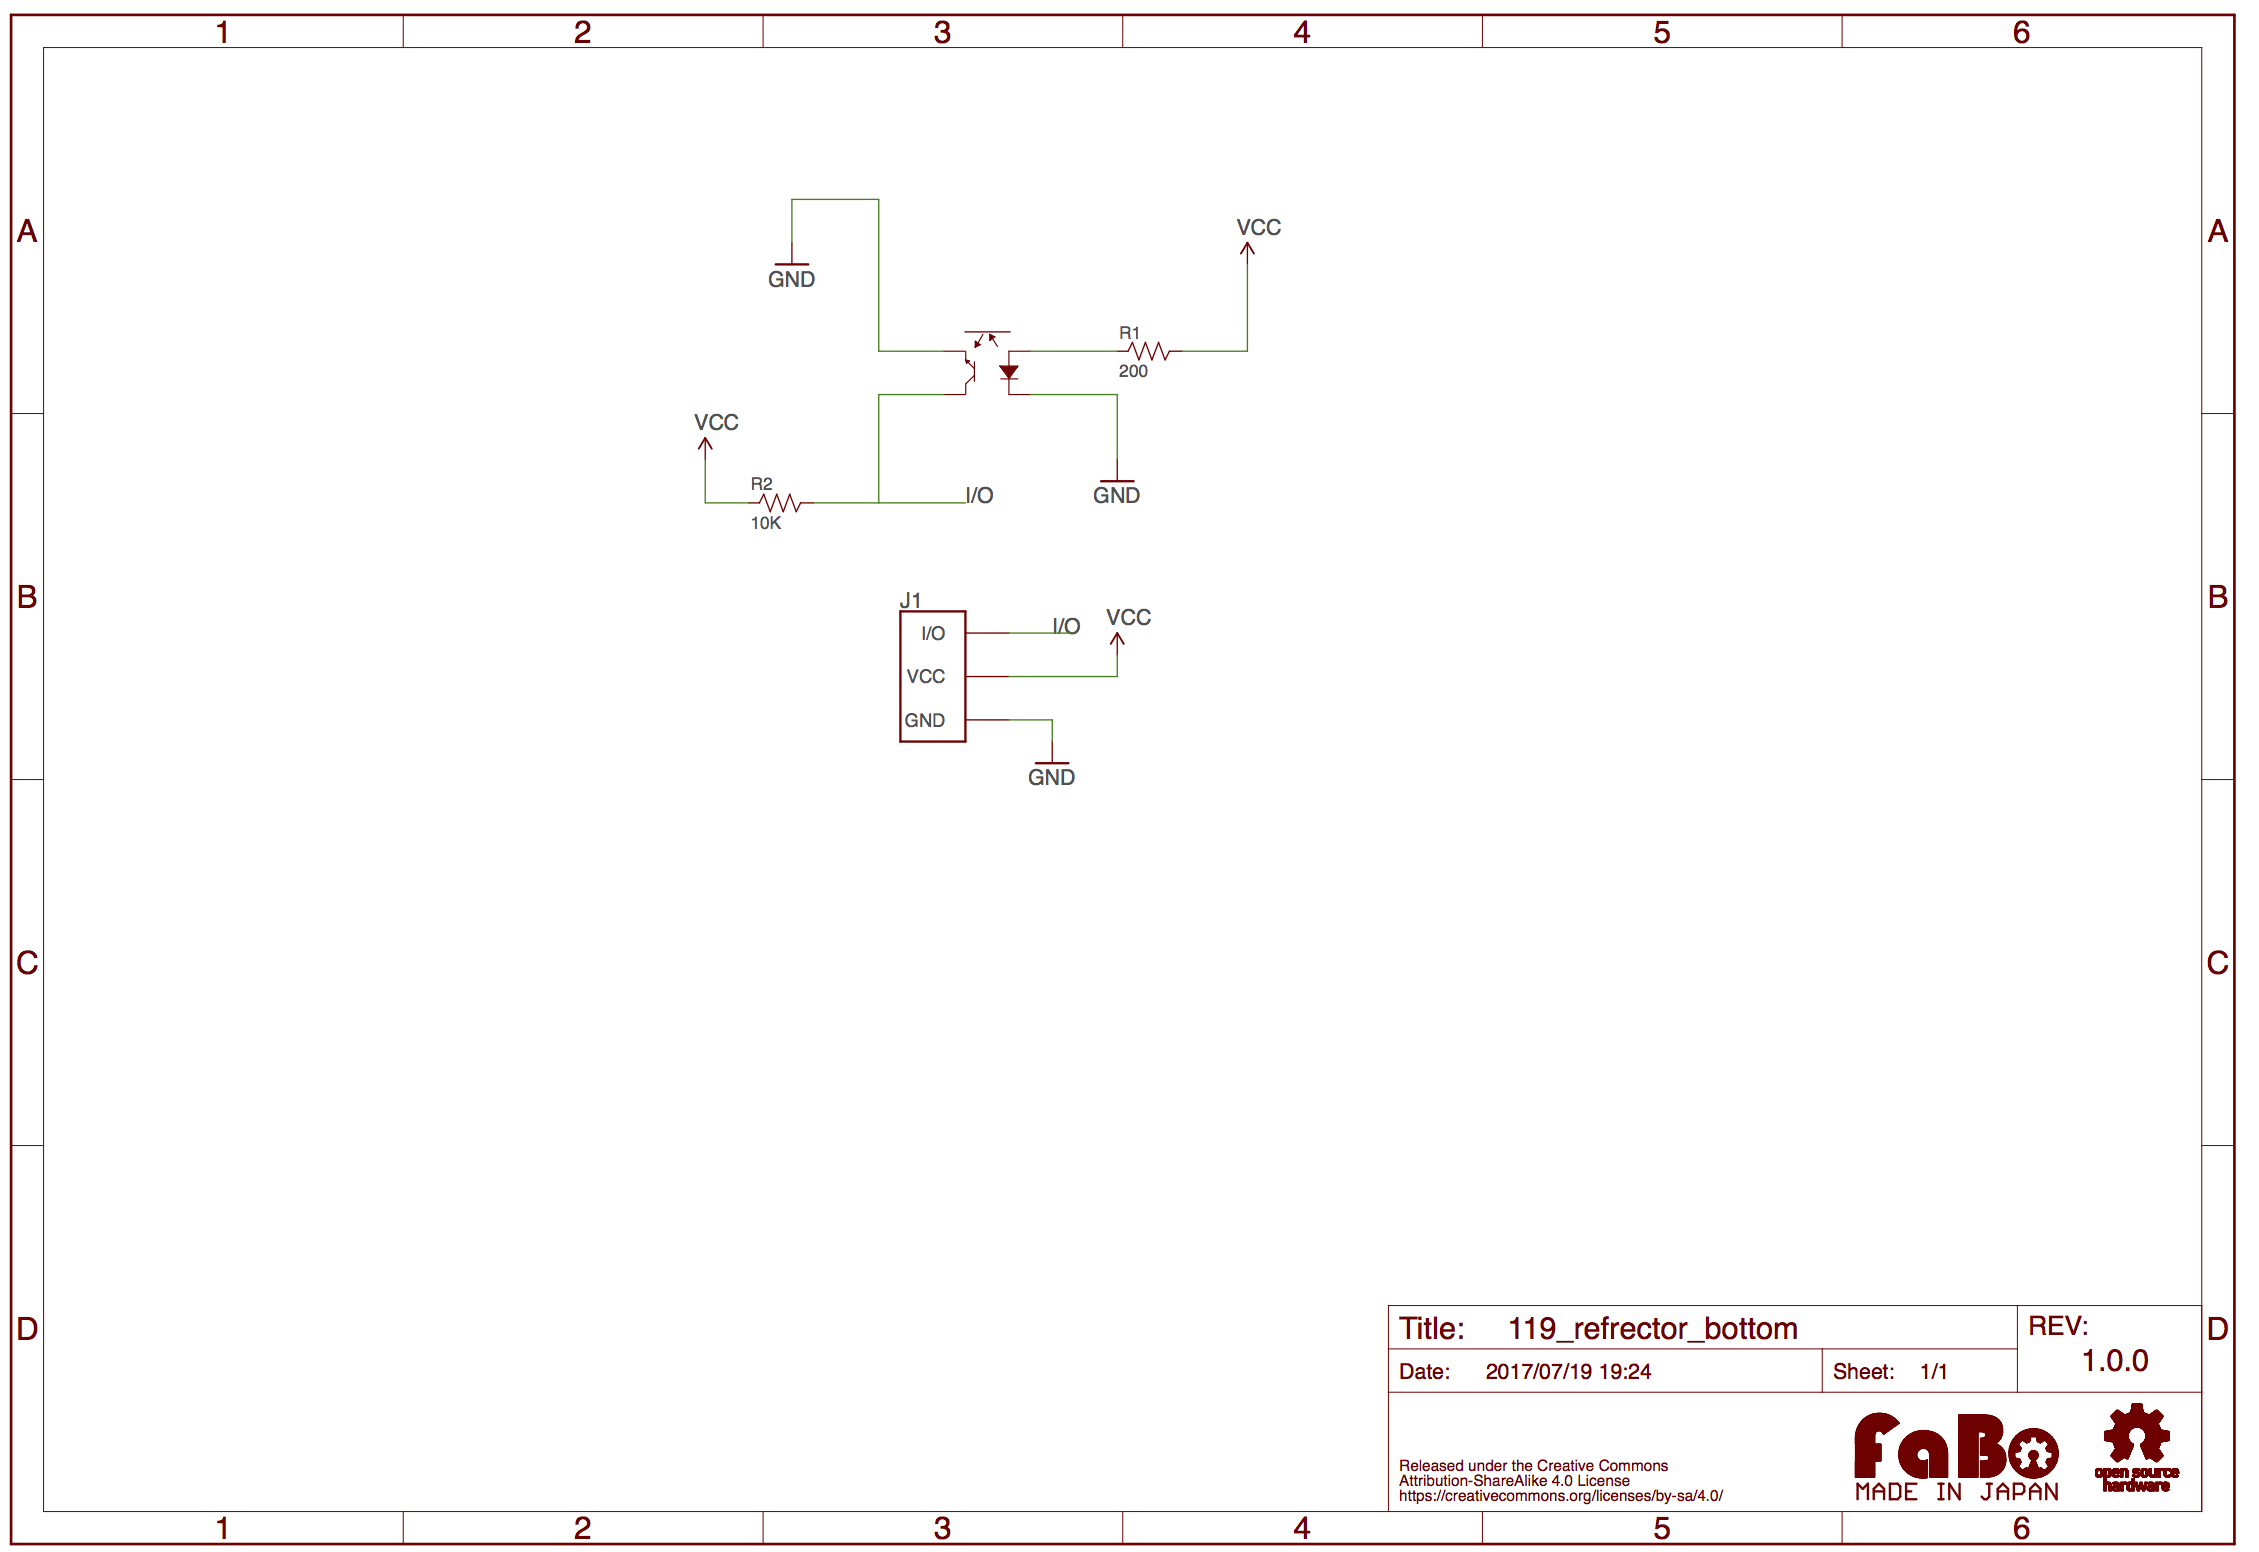 1 2 3 4 5 6
A A
VCC
GND
R1
200
VCC
R2
I/O
GND
10K
B B
J1
I/O I/O VCC
VCC
GND
GND
C C
D D
Title: 119_refrector_bottom
REV:
1.0.0
Date: 2017/07/19 19:24
Sheet: 1/1
Released under the Creative Commons
Attribution-ShareAlike 4.0 License
https://creativecommons.org/licenses/by-sa/4.0/
FaBo
MADE IN JAPAN
open source
hardware
1 2 3 4 5 6